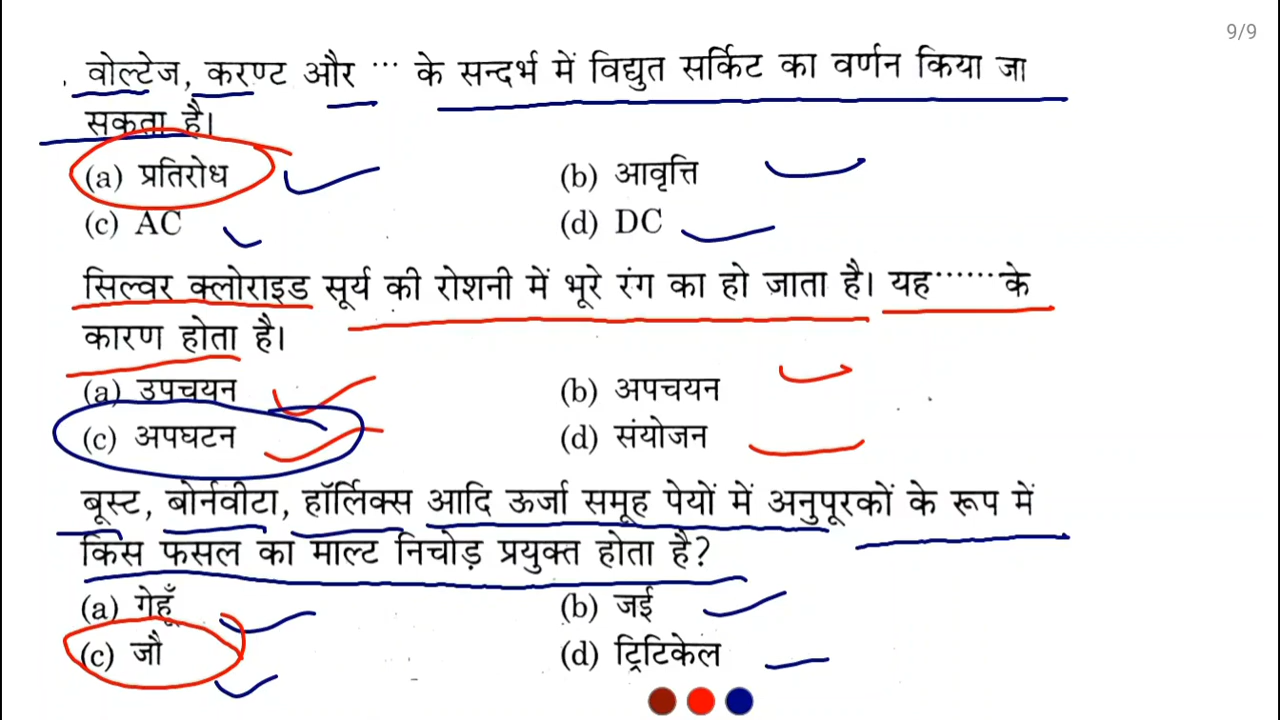 9/9
वोल्टेज, करण्ट और ... के सन्दर्भ में विद्युत सर्किट का वर्णन किया जा
सकता है।
(a) प्रतिरोध (b) आवृत्ति
(c) AC (d) DC
सिल्वर क्लोराइड सूर्य की रोशनी में भूरे रंग का हो जाता है। यह.......के
कारण होता है।
(a) उपचयन (b) अपचयन
(c) अपघटन (d) संयोजन
बूस्ट, बोर्नवीटा, हॉर्लिक्स आदि ऊर्जा समूह पेयों में अनुपूरकों के रूप में
किस फसल का माल्ट निचोड़ प्रयुक्त होता है?
(a) गेहूँ (b) जई
(c) जौ (d) ट्रिटिकेल